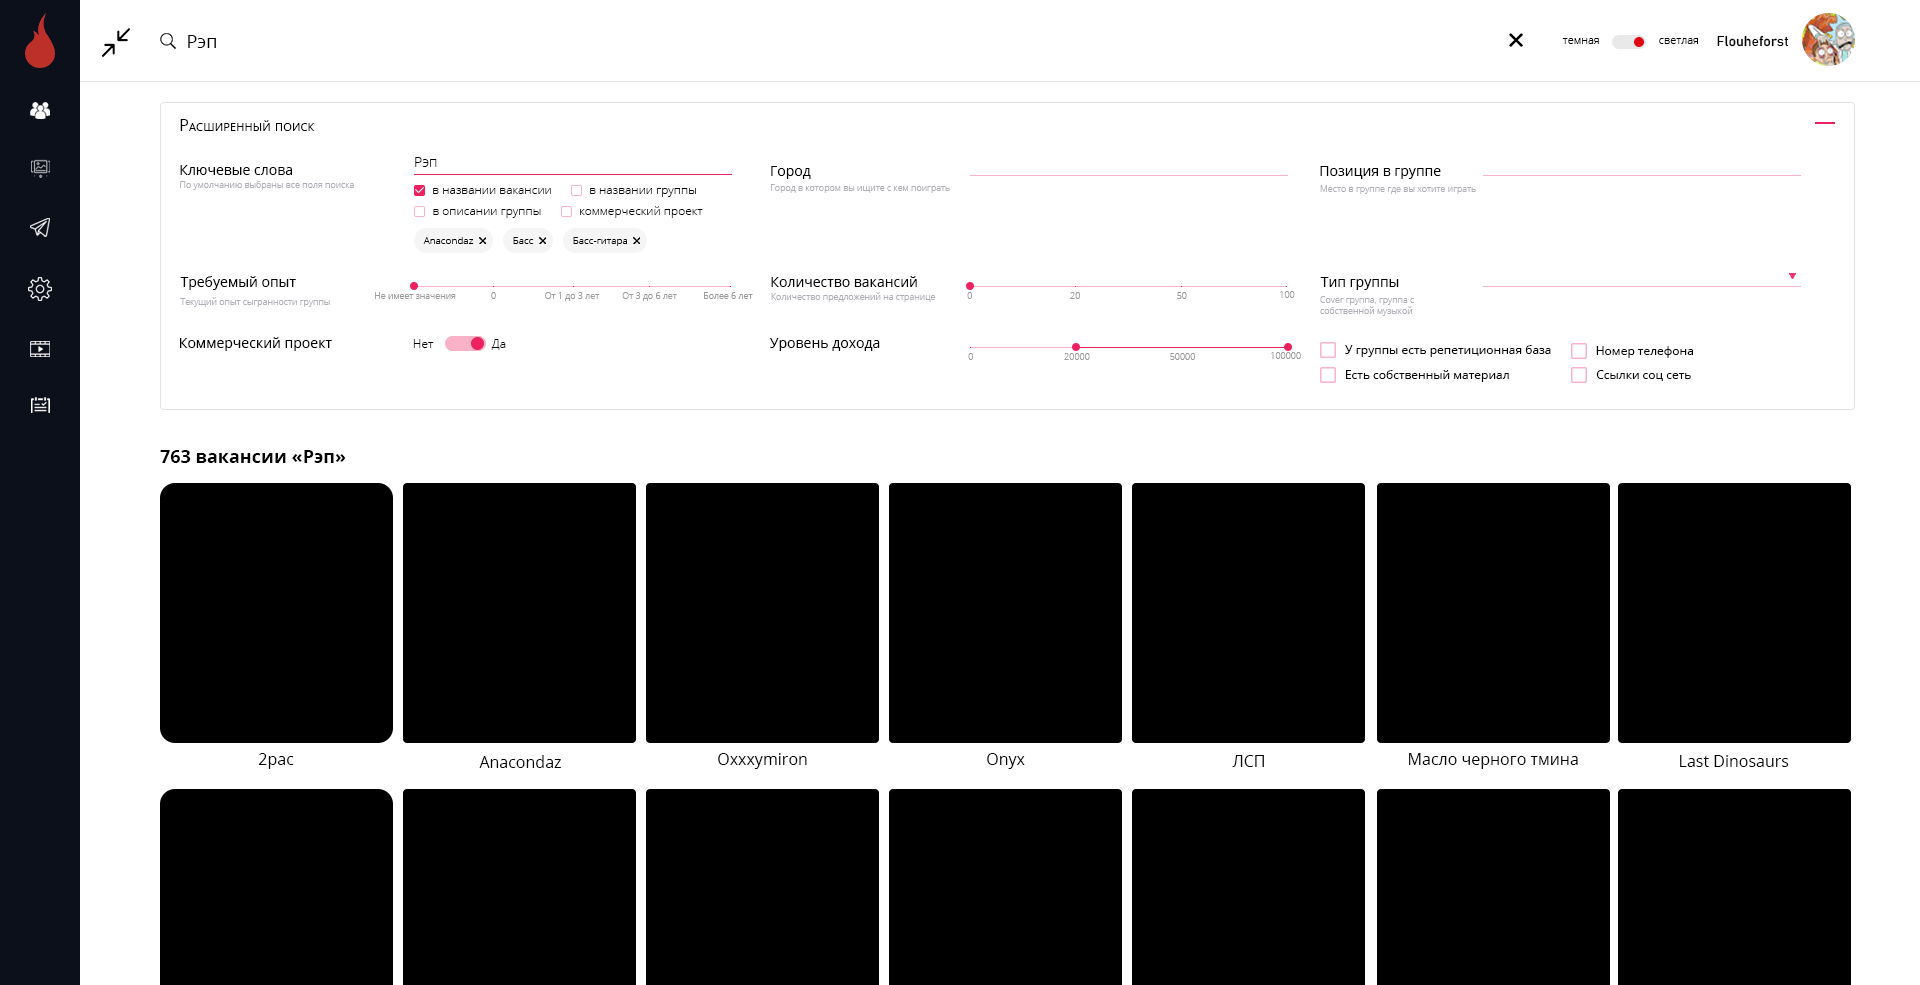 Рэп
темная
светлая
Flouheforst
Расширенный поиск
Ключевые слова
По умолчанию выбраны все поля поиска
Рэп
в названии вакансии
в названии группы
в описании группы
коммерческий проект
Anacondaz
Басс
Басс-гитара
Город
Город в котором вы ищите с кем поиграть
Позиция в группе
Место в группе где вы хотите играть
Требуемый опыт
Текущий опыт сыгранности группы
Не имеет значения
0
От 1 до 3 лет
От 3 до 6 лет
Более 6 лет
Количество вакансий
Количество предложений на странице
0
20
50
100
Тип группы
Cover группа, группа с
собственной музыкой
Коммерческий проект
Нет
Да
Уровень дохода
0
20000
50000
100000
У группы есть репетиционная база
Номер телефона
Есть собственный материал
Ссылки соц сеть
763 вакансии «Рэп»
2pac
Anacondaz
Oxxxymiron
Onyx
ЛСП
Масло черного тмина
Last Dinosaurs